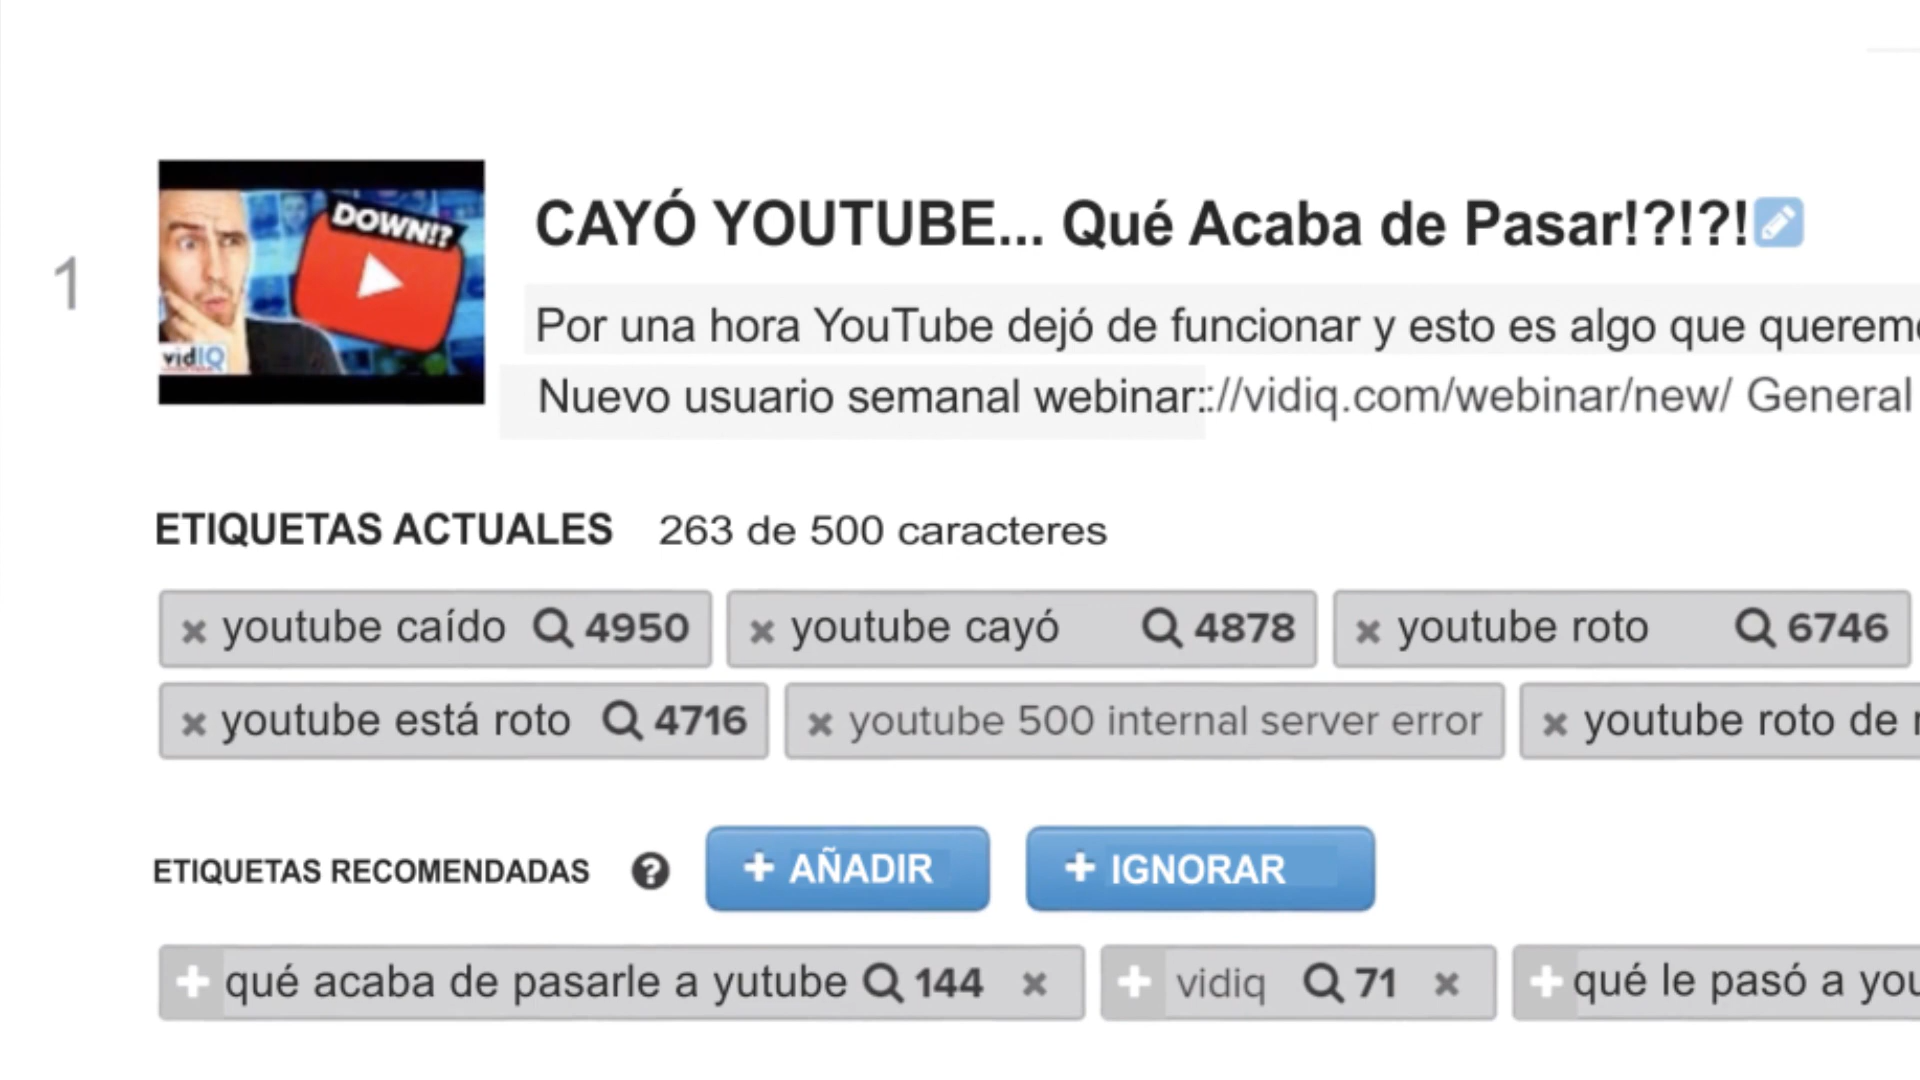 1
DOWN!?
vidIQ
CAYÓ YOUTUBE... Qué Acaba de Pasar!?!?!
Por una hora YouTube dejó de funcionar y esto es algo que
Nuevo usuario semanal webinar:://vidiq.com/webinar/new/ General
ETIQUETAS ACTUALES 263 de 500 caracteres
× youtube caído 4950 × youtube cayó 4878 × youtube roto 6746
× youtube está roto 4716 × youtube 500 internal server error × youtube roto de
ETIQUETAS RECOMENDADAS ? + AÑADIR + IGNORAR
+ qué acaba de pasarle a yutube 144 × + vidiq 71 × + qué le pasó a